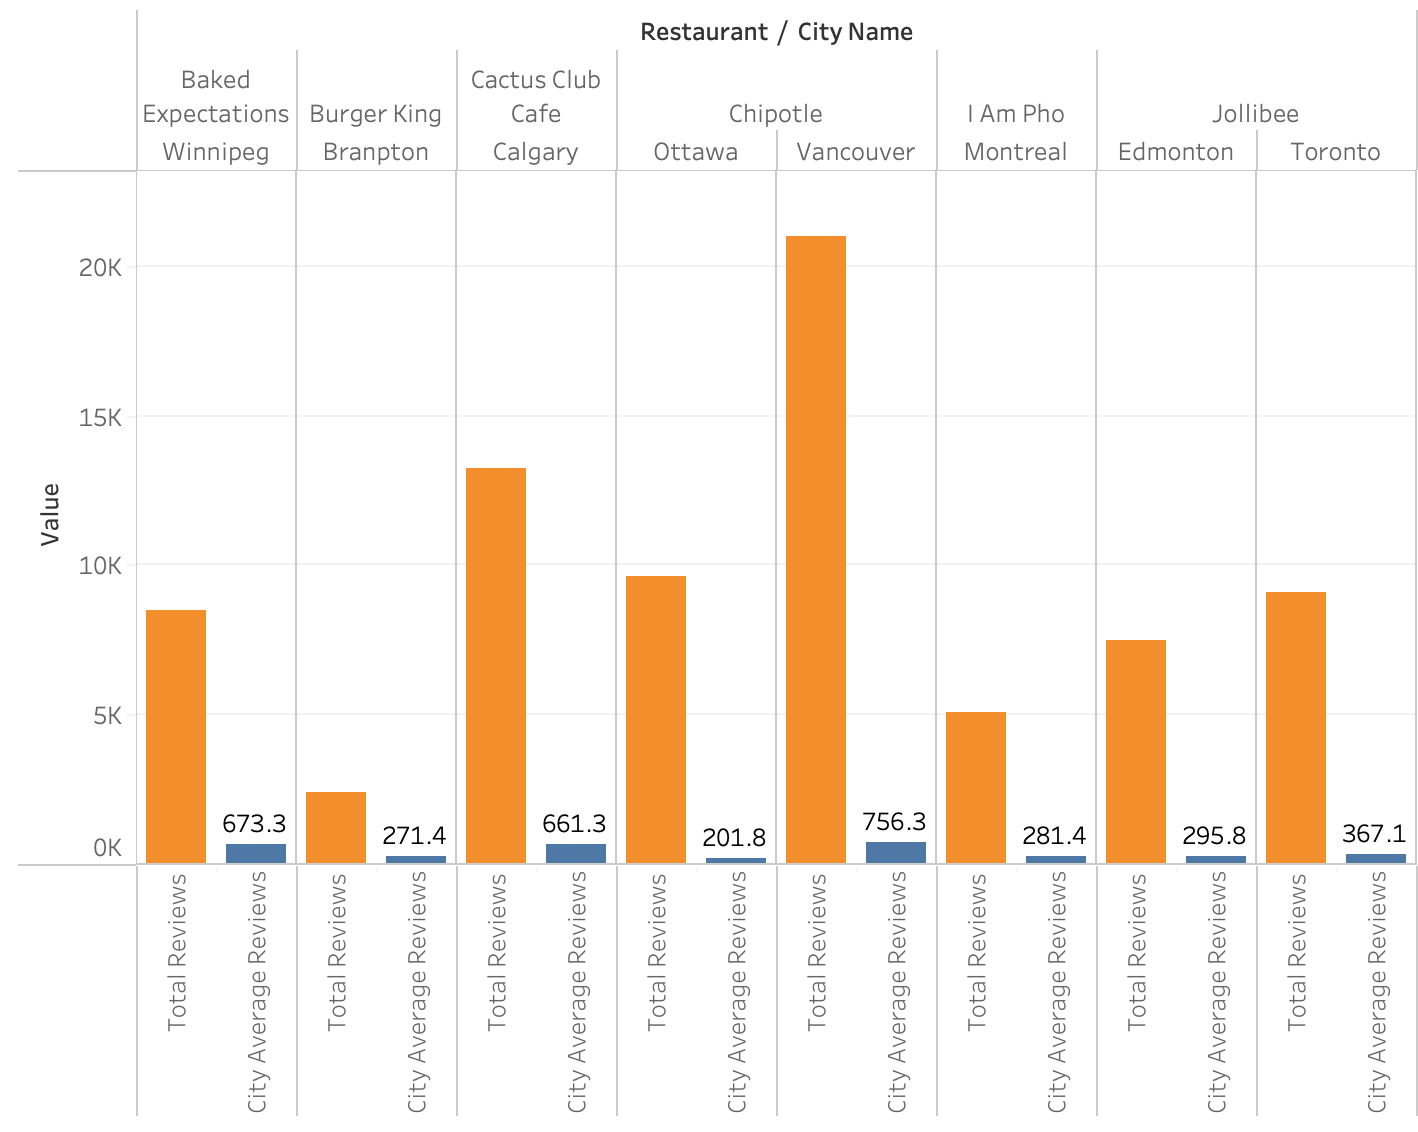 Restaurant / City Name
Baked Expectations
Burger King
Cactus Club Cafe
Chipotle
I Am Pho
Jollibee
Winnipeg
Branpton
Calgary
Ottawa
Vancouver
Montreal
Edmonton
Toronto
Value
20K
15K
10K
5K
0K
673.3
271.4
661.3
201.8
756.3
281.4
295.8
367.1
Total Reviews
City Average Reviews
Total Reviews
City Average Reviews
Total Reviews
City Average Reviews
Total Reviews
City Average Reviews
Total Reviews
City Average Reviews
Total Reviews
City Average Reviews
Total Reviews
City Average Reviews
Total Reviews
City Average Reviews